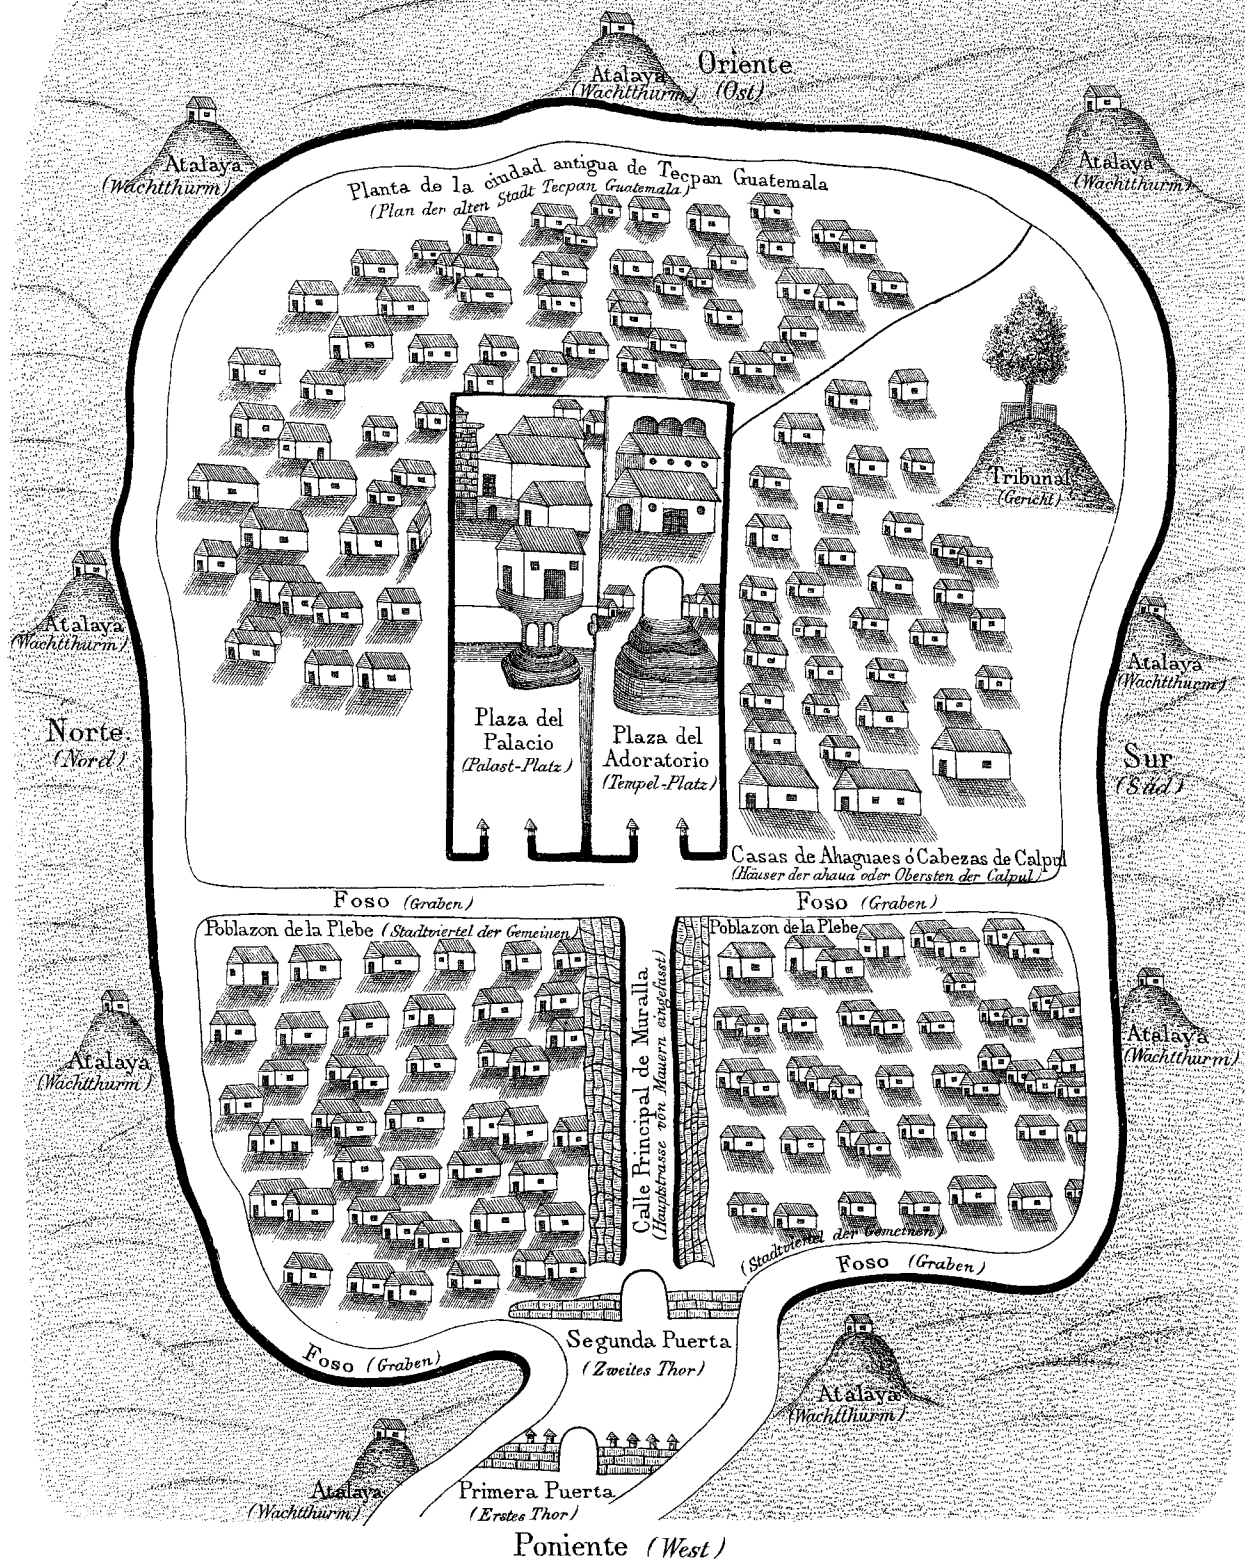 Oriente
(Ost)
Atalaya
(Wachtthurm)
Atalaya
(Wachtthurm)
Atalaya
(Wachtthurm)
Planta de la ciudad antigua de Tecpan Guatemala
(Plan der alten Stadt Tecpan Guatemala)
Tribunal
(Gericht)
Atalaya
(Wachtthurm)
Atalaya
(Wachtthurm)
Norte.
(Nord)
Plaza del
Palacio
(Palast-Platz)
Plaza del
Adoratorio
(Tempel-Platz)
Sur
(Süd)
Casas de Ahaguaes ó Cabezas de Calpul
(Häuser der ahaua oder Obersten der Calpul)
Foso (Graben)
Foso (Graben)
Poblazon de la Plebe (Stadtviertel der Gemeinen)
Poblazon de la Plebe
Calle Principal de Muralla
(Hauptstrasse von Mauern eingefasst)
Atalaya
(Wachtthurm)
Atalaya
(Wachtthurm)
(Stadtviertel der Gemeinen)
Foso (Graben)
Segunda Puerta
(Zweites Thor)
Foso (Graben)
Atalaya
(Wachtthurm)
Atalaya
(Wachtthurm)
Primera Puerta
(Erstes Thor)
Poniente (West)